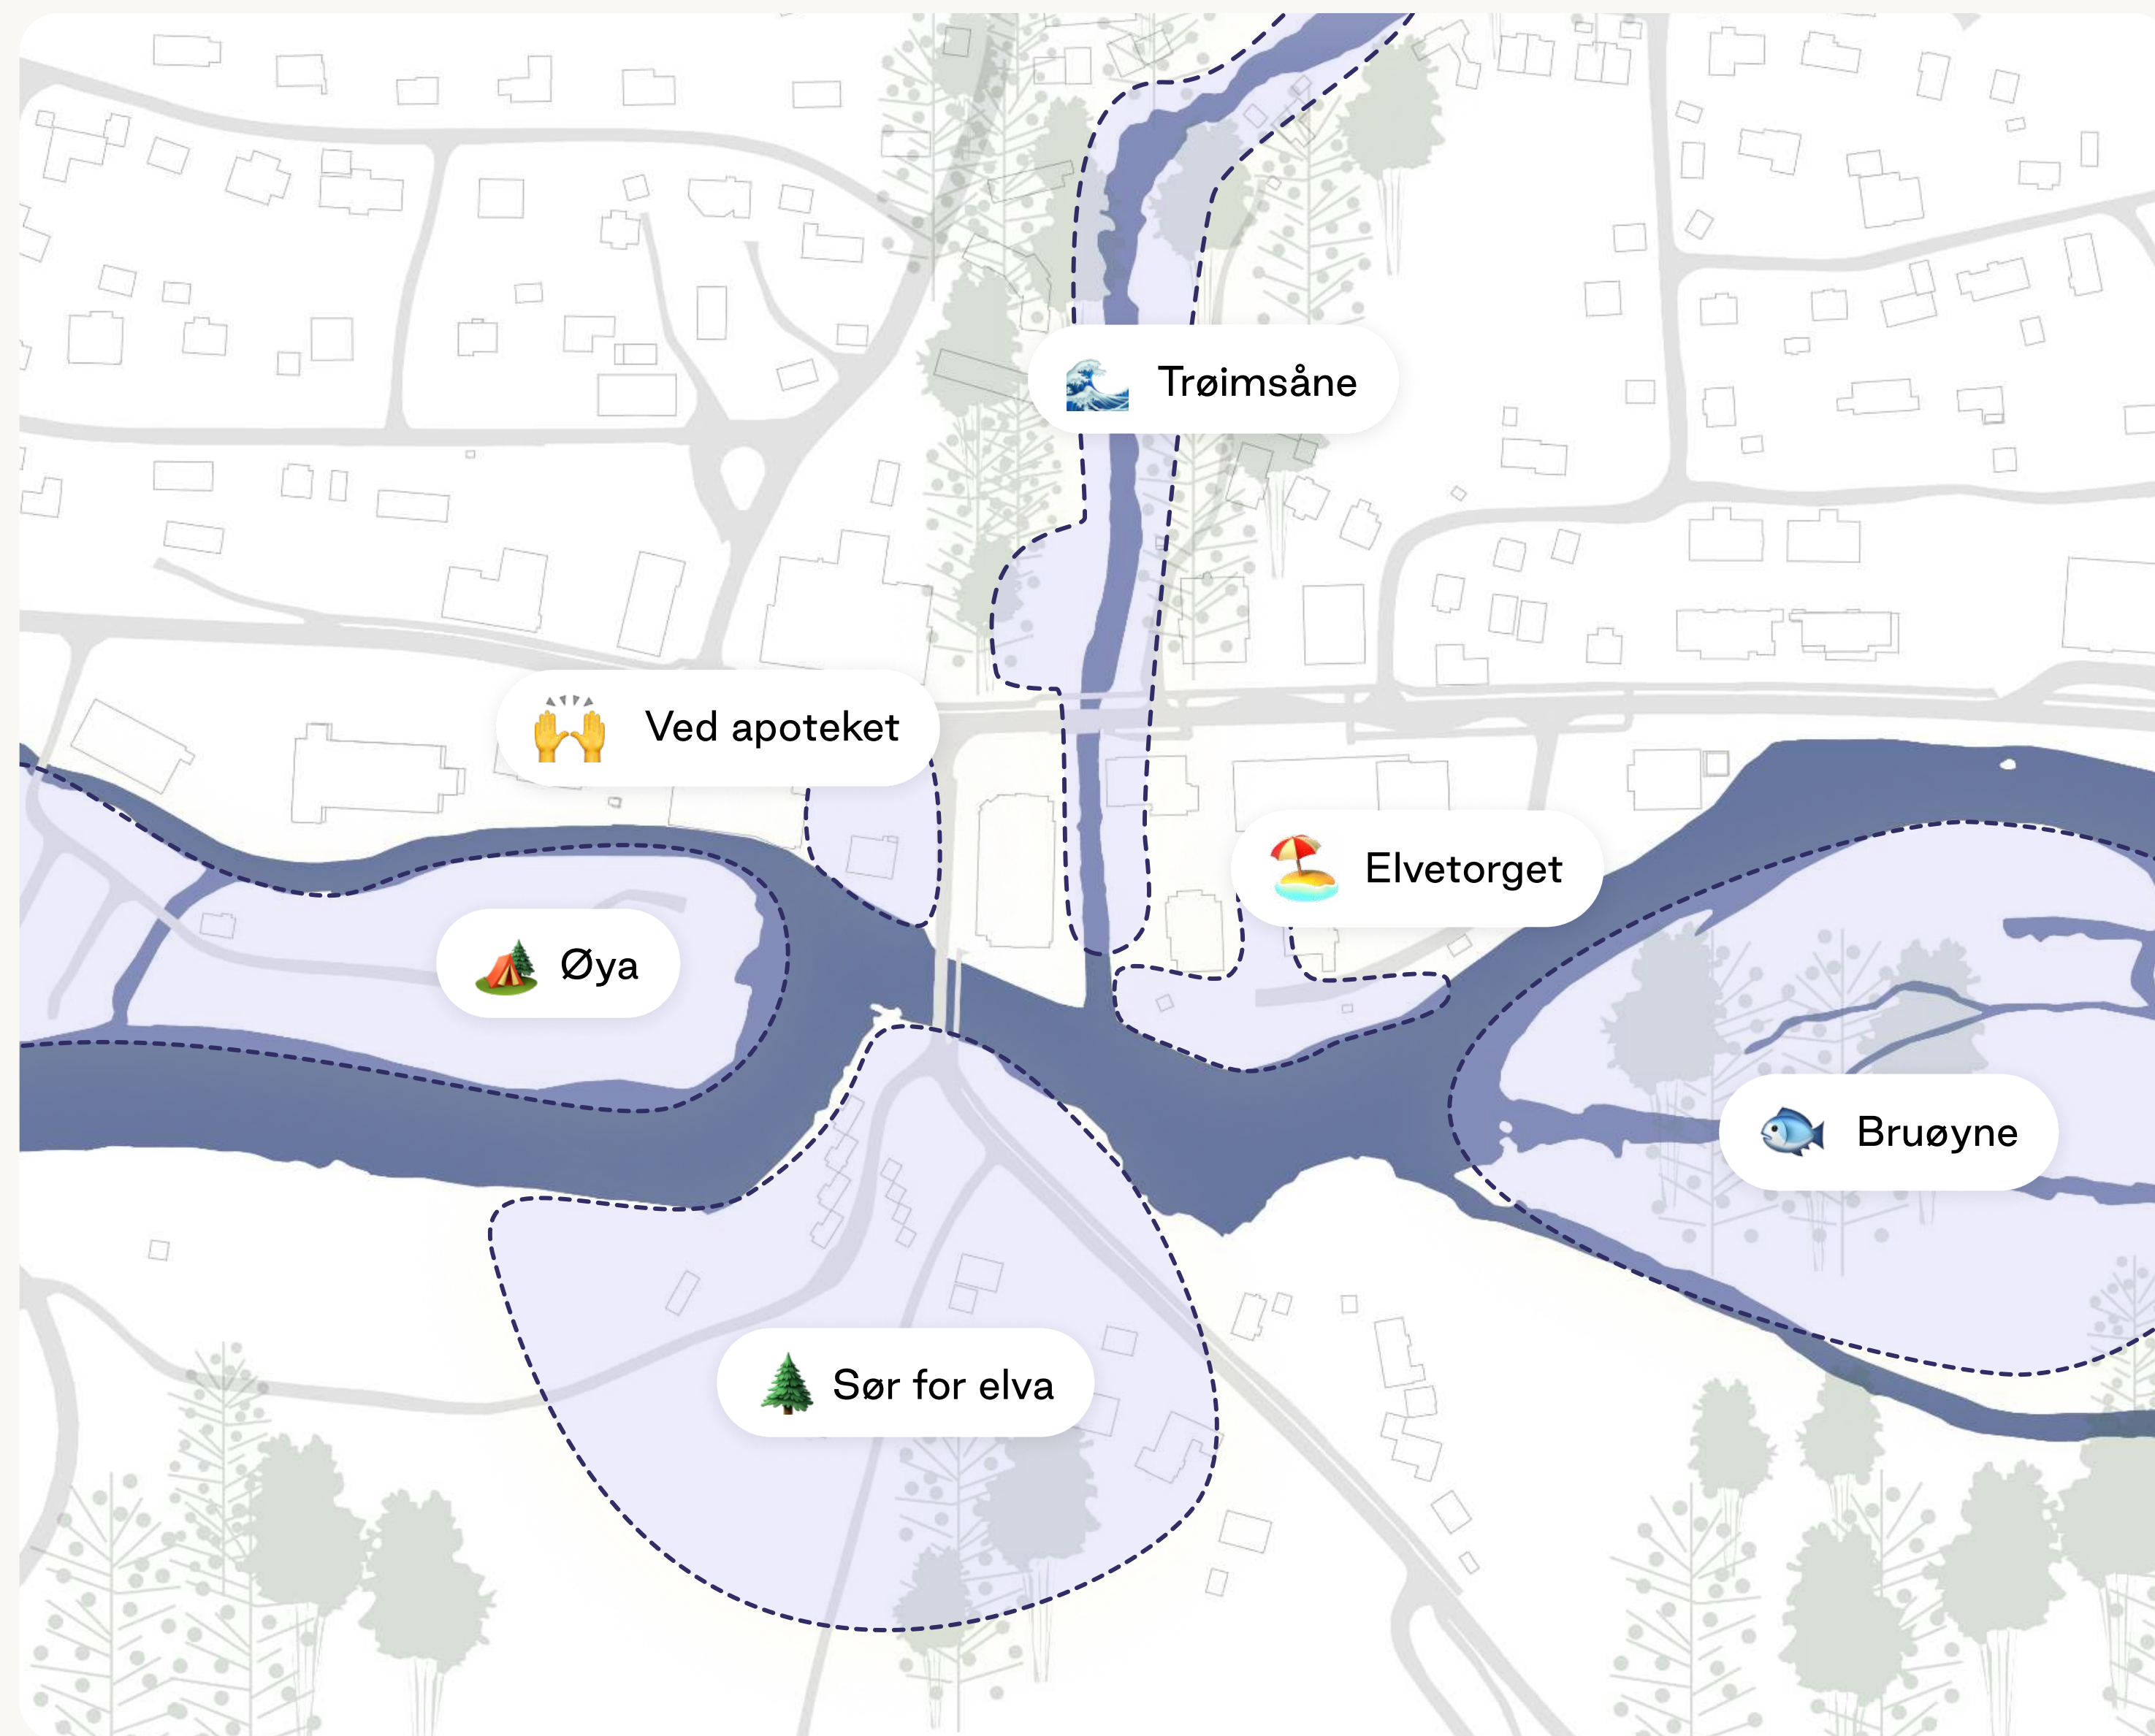 Trøimsåne
Ved apoteket
Elvetorget
Øya
Bruøyne
Sør for elva